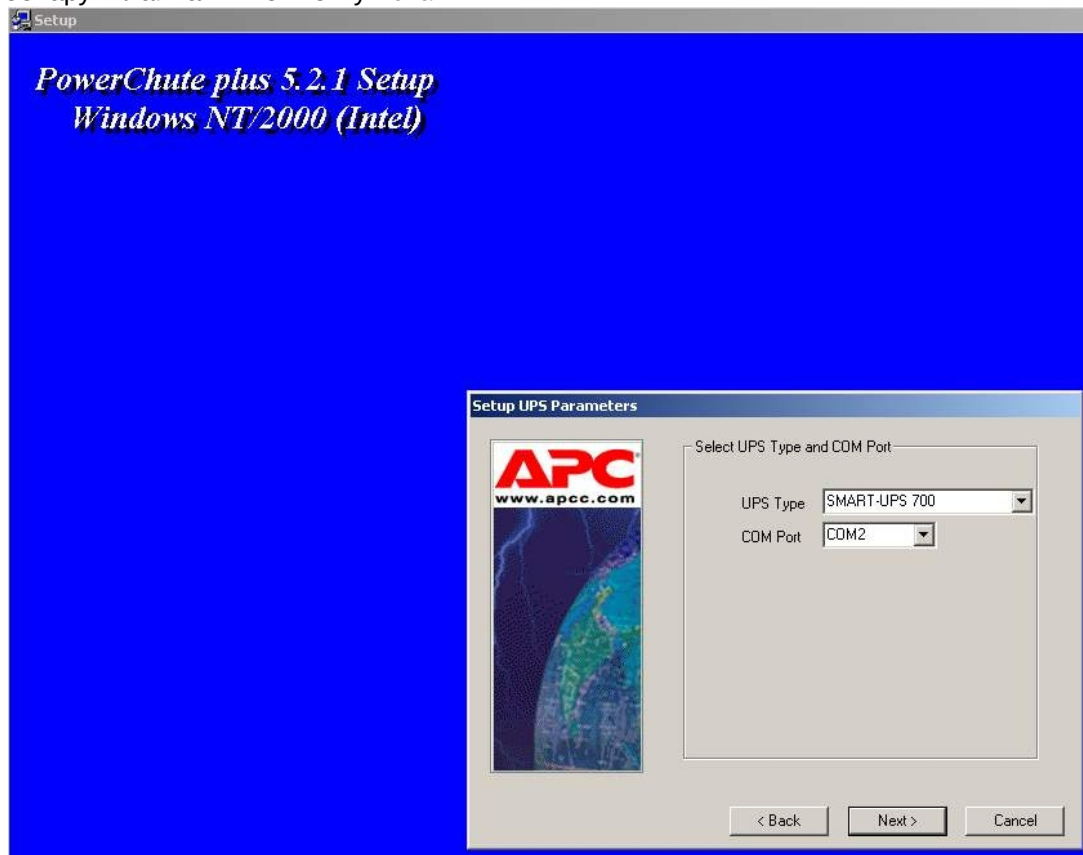 Setup
PowerChute plus 5.2.1 Setup
Windows NT/2000 (Intel)
Setup UPS Parameters
APC
www.apcc.com
Select UPS Type and COM Port
UPS Type SMART-UPS 700
COM Port COM2
< Back Next > Cancel